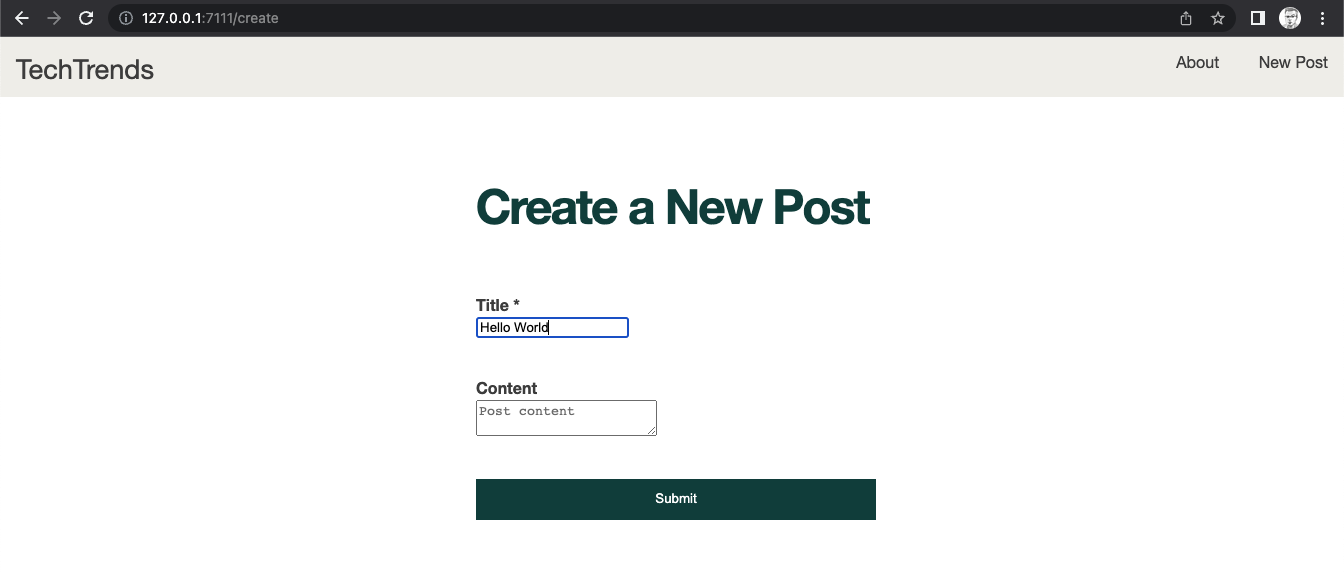 127.0.0.1:7111/create
TechTrends
About New Post
Create a New Post
Title *
Hello World
Content
Post content
Submit